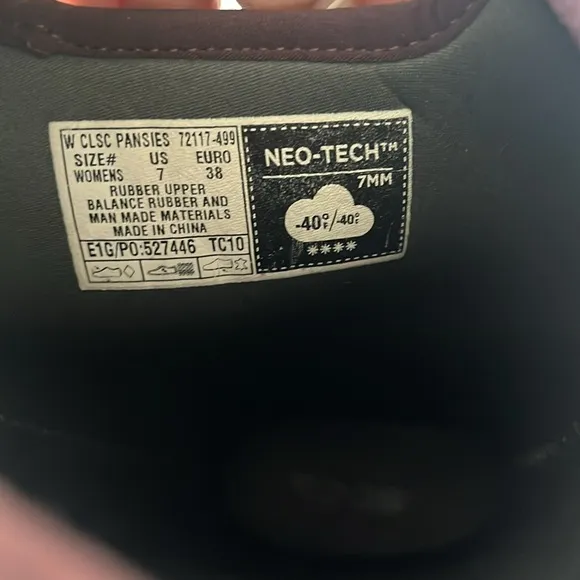 W CLSC PANSIES 72117-499
SIZE# US EURO
WOMENS 7 38
RUBBER UPPER
BALANCE RUBBER AND
MAN MADE MATERIALS
MADE IN CHINA
E1G/PO:527446 TC10
NEO-TECH™
7MM
-40°F/-40°F
****